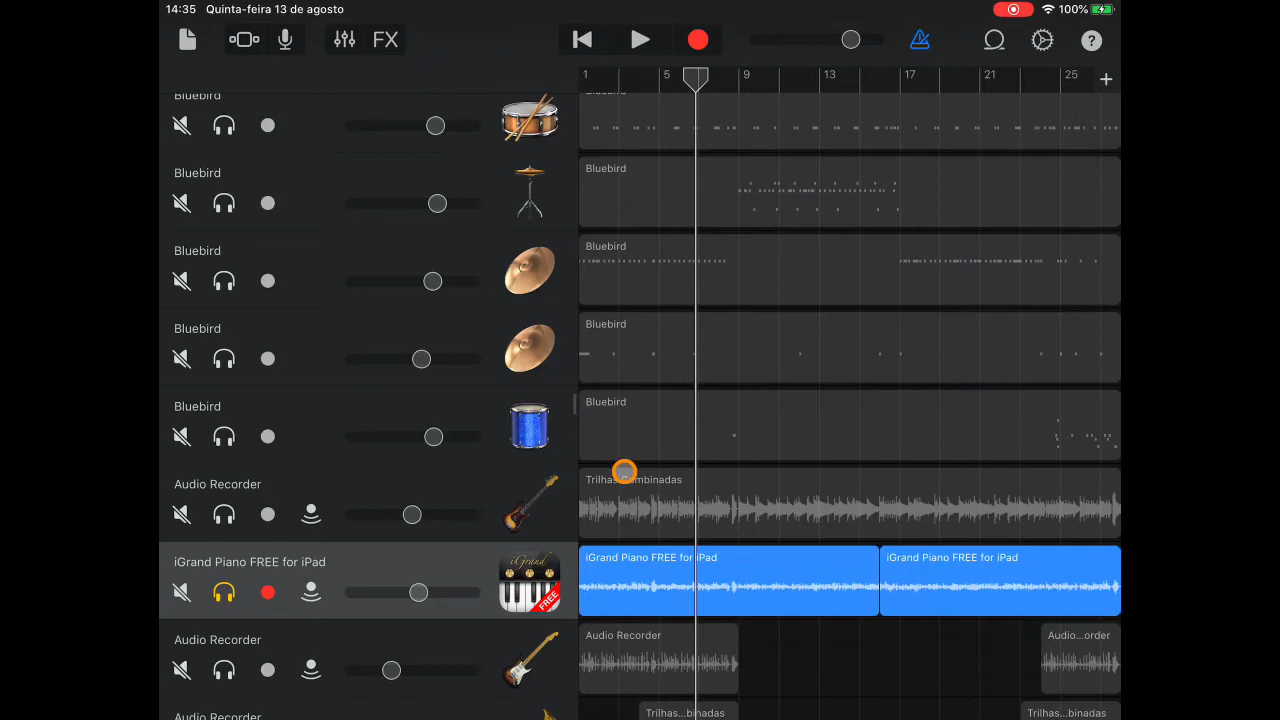 14:35 Quinta-feira 13 de agosto
100%
FX
1 5 9 13 17 21 25 +
Bluebird
Bluebird
Bluebird
Bluebird
Bluebird
Bluebird
Bluebird
Bluebird
Bluebird
Bluebird
Audio Recorder
Trilhas Combinadas
iGrand Piano FREE for iPad
iGrand
FREE
iGrand Piano FREE for iPad
iGrand Piano FREE for iPad
Audio Recorder
Audio Recorder
Audio...order
Audio Recorder
Trilhas...binadas
Trilhas...binadas